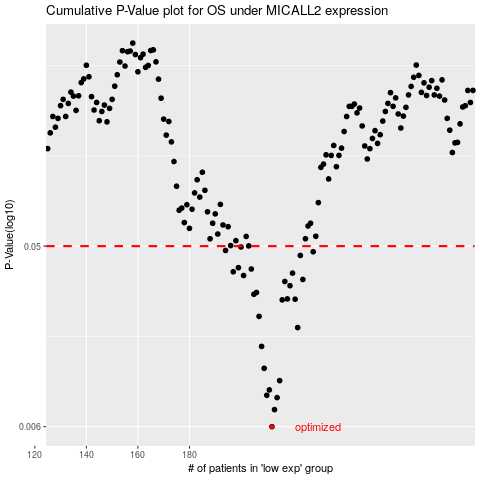 Cumulative P-Value plot for OS under MICALL2 expression
P-Value(log10)
0.05
0.006
optimized
120 140 160 180
# of patients in 'low exp' group